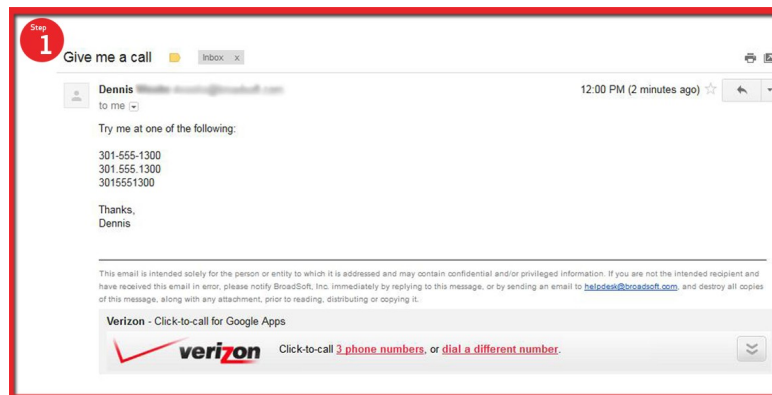 Step
1
Give me a call
Inbox x
Dennis
to me
12:00 PM (2 minutes ago)
Try me at one of the following:
301-555-1300
301.555.1300
3015551300
Thanks,
Dennis
This email is intended solely for the person or entity to which it is addressed and may contain confidential and/or privileged information. If you are not the intended recipient and
have received this email in error, please notify BroadSoft, Inc. immediately by replying to this message, or by sending an email to helpdesk@broadsoft.com, and destroy all copies
of this message, along with any attachment, prior to reading, distributing or copying it.
Verizon - Click-to-call for Google Apps
verizon
Click-to-call 3 phone numbers, or dial a different number.